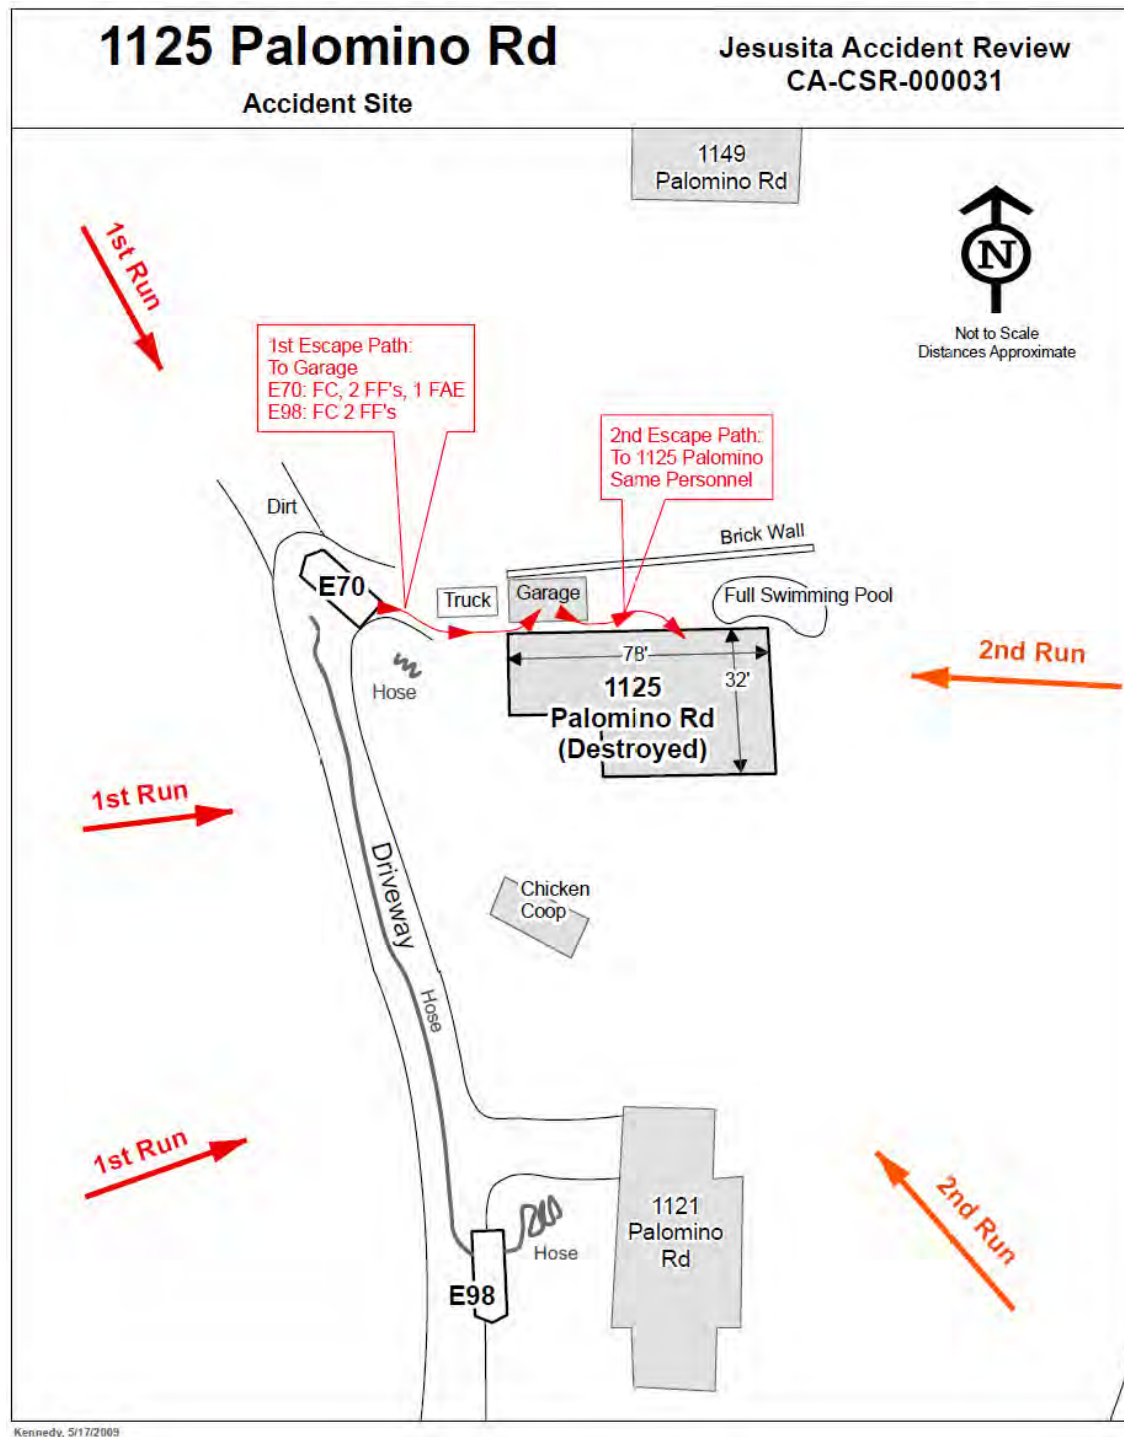 1125 Palomino Rd
Accident Site
Jesusita Accident Review
CA-CSR-000031
1149
Palomino Rd
N
Not to Scale
Distances Approximate
1st Run
1st Escape Path:
To Garage
E70: FC, 2 FF's, 1 FAE
E98: FC 2 FF's
2nd Escape Path:
To 1125 Palomino
Same Personnel
Dirt
Brick Wall
E70
Truck
Garage
Full Swimming Pool
78'
32'
Hose
1125
Palomino Rd
(Destroyed)
2nd Run
1st Run
Driveway
Chicken
Coop
Hose
1st Run
1121
Palomino
Rd
Hose
E98
2nd Run
Kennedy, 5/17/2009